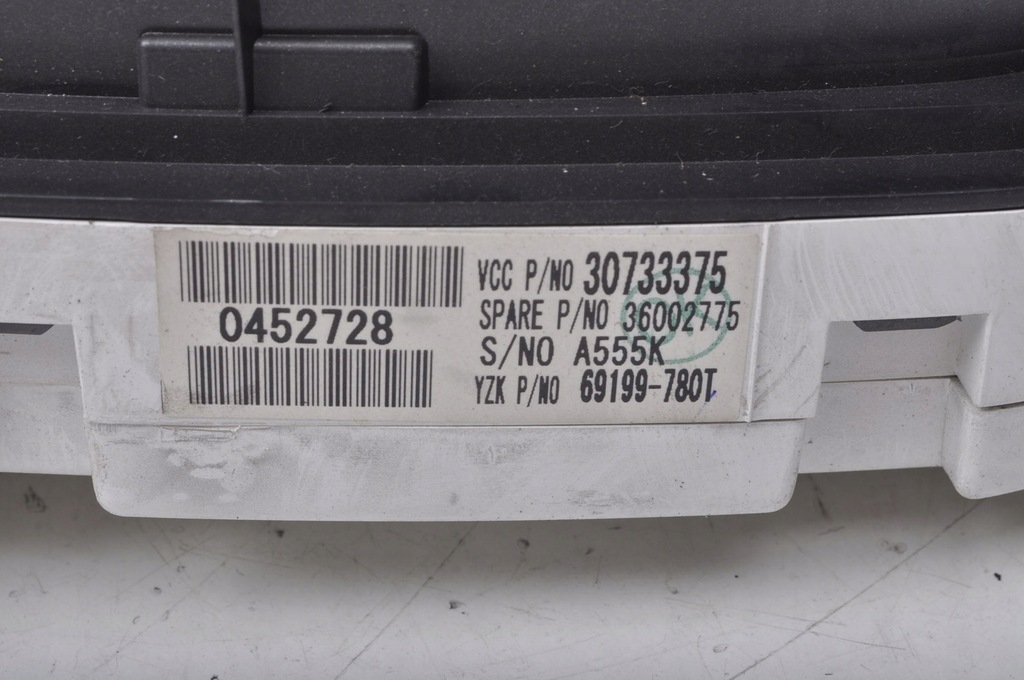 0452728
VCC P/NO 30733375
SPARE P/NO 36002775
S/NO A555K
YZK P/NO 69199-780T